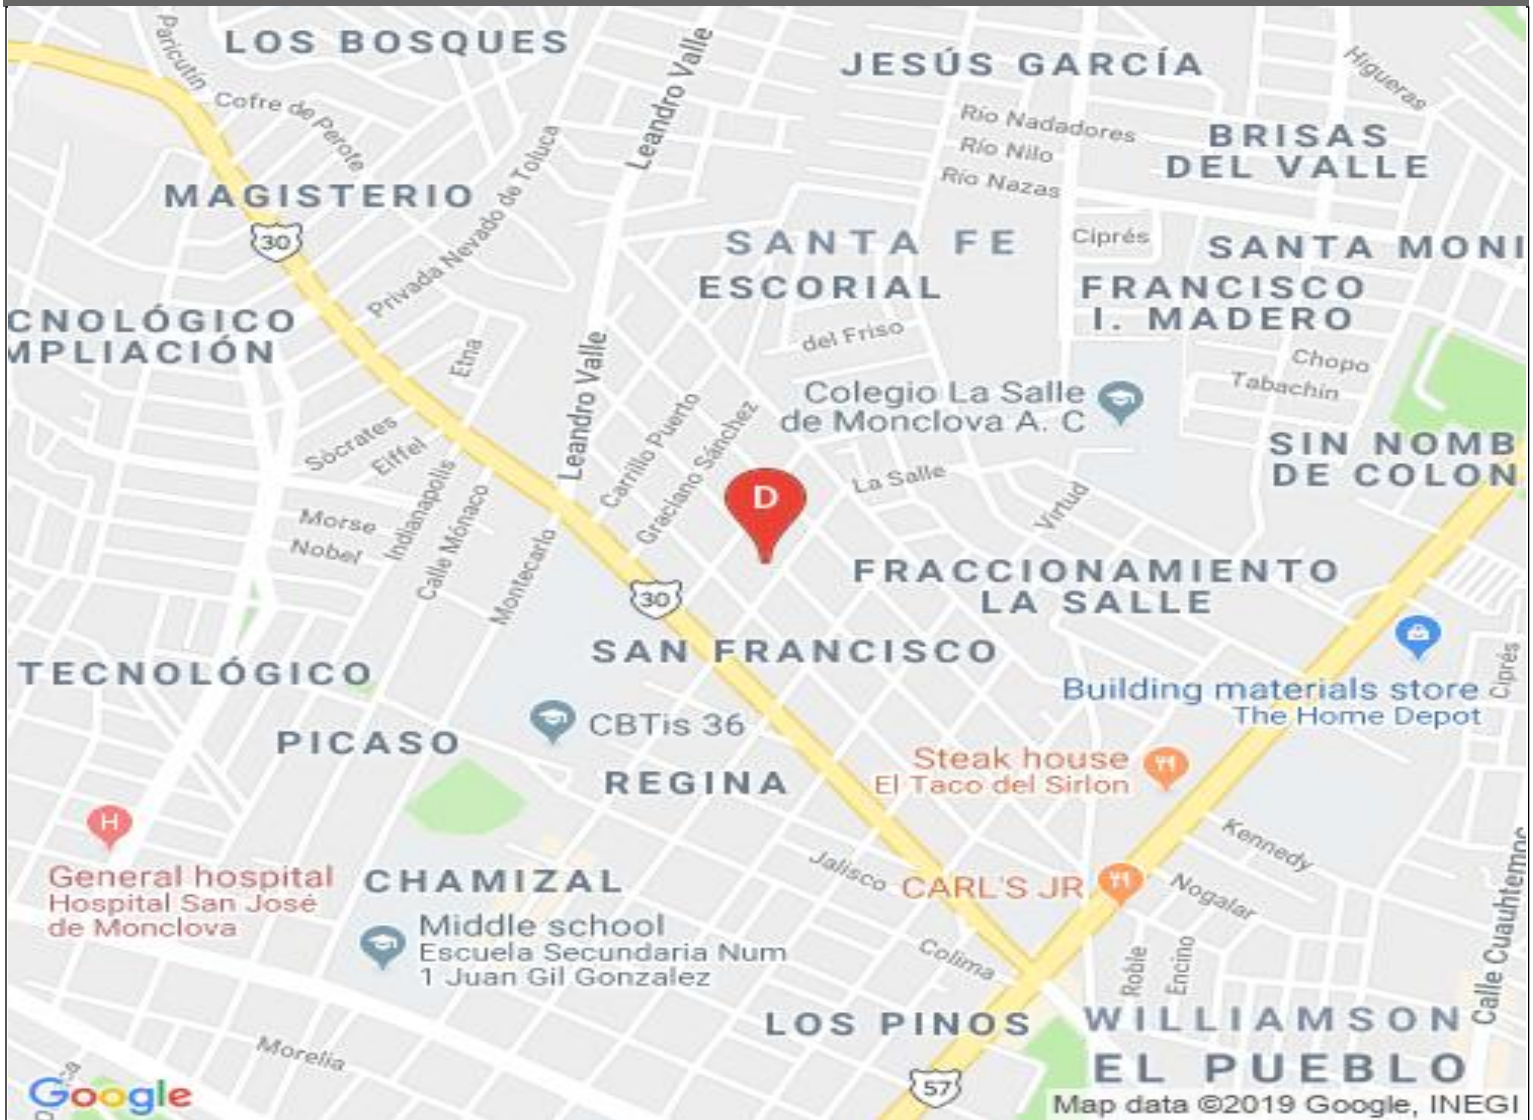 LOS BOSQUES
Paricutín
Cofre de Perote
Leandro Valle
JESÚS GARCÍA
Higueras
Río Nadadores
Río Nilo
Río Nazas
BRISAS
DEL VALLE
MAGISTERIO
30
Privada Nevado de Toluca
SANTA FE
Ciprés
SANTA MONI
ESCORIAL
FRANCISCO
I. MADERO
CNOLÓGICO
MPLIACIÓN
del Friso
Etna
Leandro Valle
Chopo
Tabachin
Colegio La Salle
de Monclova A. C
Carrillo Puerto
Graciano Sánchez
Sócrates
Eiffel
SIN NOMB
DE COLON
La Salle
D
Virtud
Morse
Nobel
Indianapolis
Calle Mónaco
Montecarlo
30
FRACCIONAMIENTO
LA SALLE
SAN FRANCISCO
TECNOLÓGICO
Ciprés
Building materials store
The Home Depot
CBTis 36
PICASO
REGINA
Steak house
El Taco del Sirlon
H
General hospital
Hospital San José
de Monclova
Kennedy
Jalisco
CARL'S JR
Nogalar
CHAMIZAL
Middle school
Escuela Secundaria Num
1 Juan Gil Gonzalez
Colima
Roble
Encino
Calle Cuauhtemoc
LOS PINOS
WILLIAMSON
EL PUEBLO
Morelia
57
Google
Map data ©2019 Google, INEGI